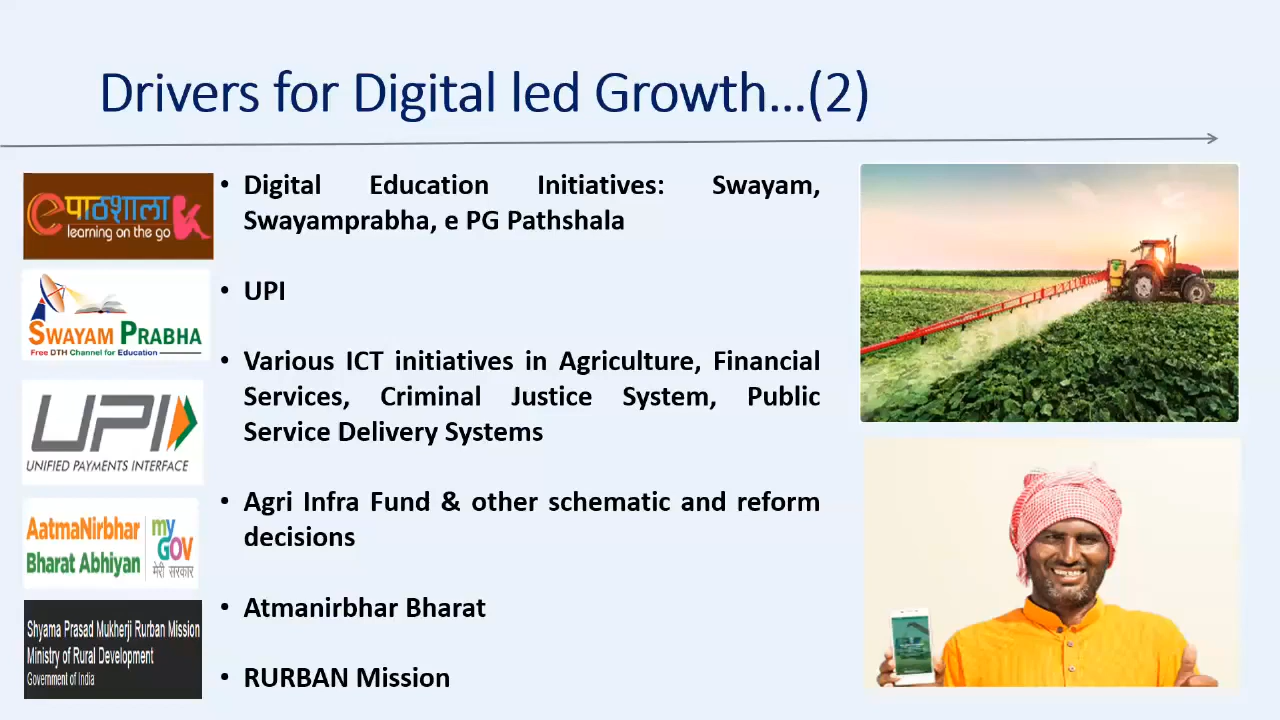 Drivers for Digital led Growth...(2)
eपाठशाला
learning on the go
SWAYAM PRABHA
Free DTH Channel for Education
UPI
UNIFIED PAYMENTS INTERFACE
AatmaNirbhar
Bharat Abhiyan
my
GOV
मेरी सरकार
Shyama Prasad Mukherji Rurban Mission
Ministry of Rural Development
Government of India
• Digital Education Initiatives: Swayam,
Swayamprabha, e PG Pathshala
• UPI
• Various ICT initiatives in Agriculture, Financial
Services, Criminal Justice System, Public
Service Delivery Systems
• Agri Infra Fund & other schematic and reform
decisions
• Atmanirbhar Bharat
• RURBAN Mission